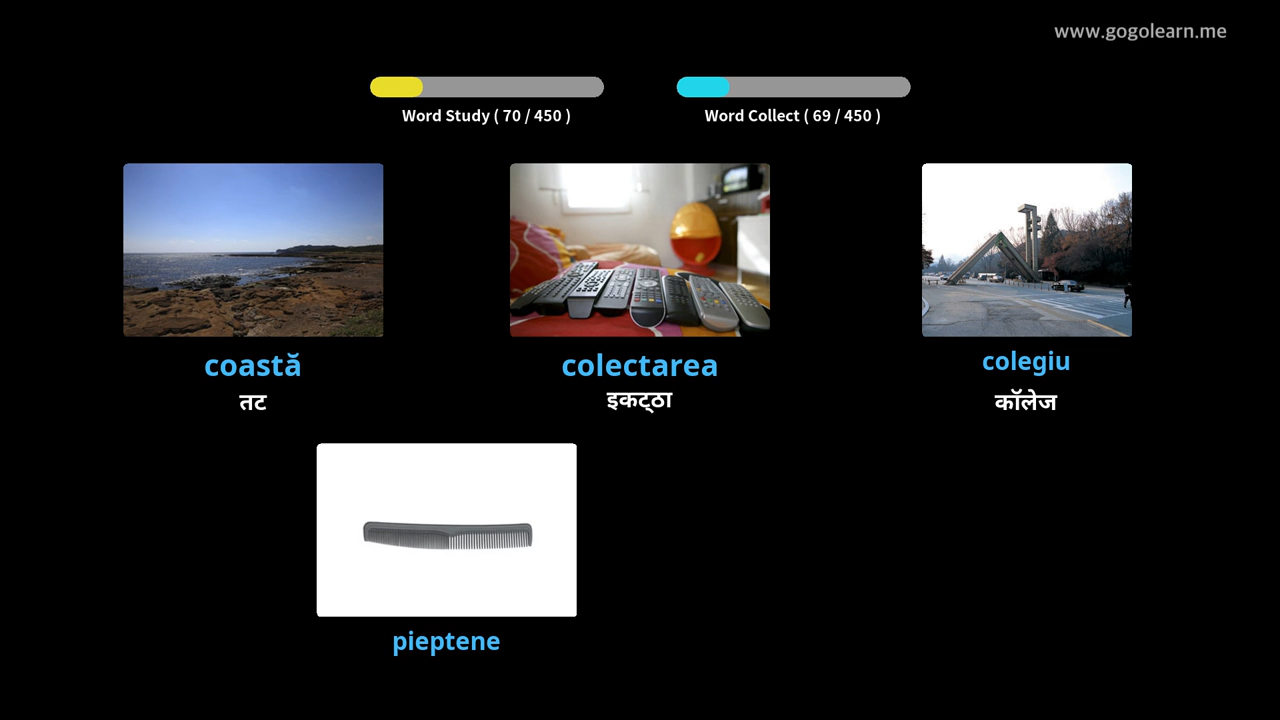 www.gogolearn.me
Word Study ( 70 / 450 )
Word Collect ( 69 / 450 )
coastă
colectarea
colegiu
तट
इकट्ठा
कॉलेज
pieptene